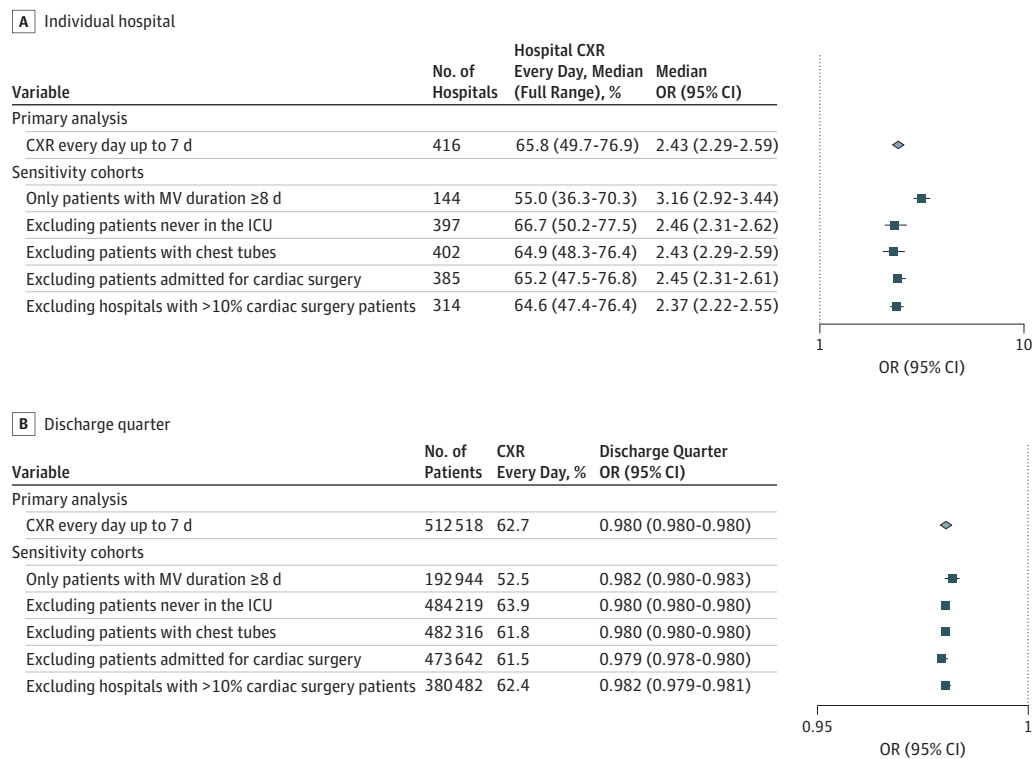 A Individual hospital
Hospital CXR
No. of Every Day, Median Median
Variable Hospitals (Full Range), % OR (95% CI)
Primary analysis
CXR every day up to 7 d 416 65.8 (49.7-76.9) 2.43 (2.29-2.59)
Sensitivity cohorts
Only patients with MV duration ≥8 d 144 55.0 (36.3-70.3) 3.16 (2.92-3.44)
Excluding patients never in the ICU 397 66.7 (50.2-77.5) 2.46 (2.31-2.62)
Excluding patients with chest tubes 402 64.9 (48.3-76.4) 2.43 (2.29-2.59)
Excluding patients admitted for cardiac surgery 385 65.2 (47.5-76.8) 2.45 (2.31-2.61)
Excluding hospitals with >10% cardiac surgery patients 314 64.6 (47.4-76.4) 2.37 (2.22-2.55)
1 10
OR (95% CI)
B Discharge quarter
No. of CXR Discharge Quarter
Variable Patients Every Day, % OR (95% CI)
Primary analysis
CXR every day up to 7 d 512 518 62.7 0.980 (0.980-0.980)
Sensitivity cohorts
Only patients with MV duration ≥8 d 192 944 52.5 0.982 (0.980-0.983)
Excluding patients never in the ICU 484 219 63.9 0.980 (0.980-0.980)
Excluding patients with chest tubes 482 316 61.8 0.980 (0.980-0.980)
Excluding patients admitted for cardiac surgery 473 642 61.5 0.979 (0.978-0.980)
Excluding hospitals with >10% cardiac surgery patients 380 482 62.4 0.982 (0.979-0.981)
0.95 1
OR (95% CI)